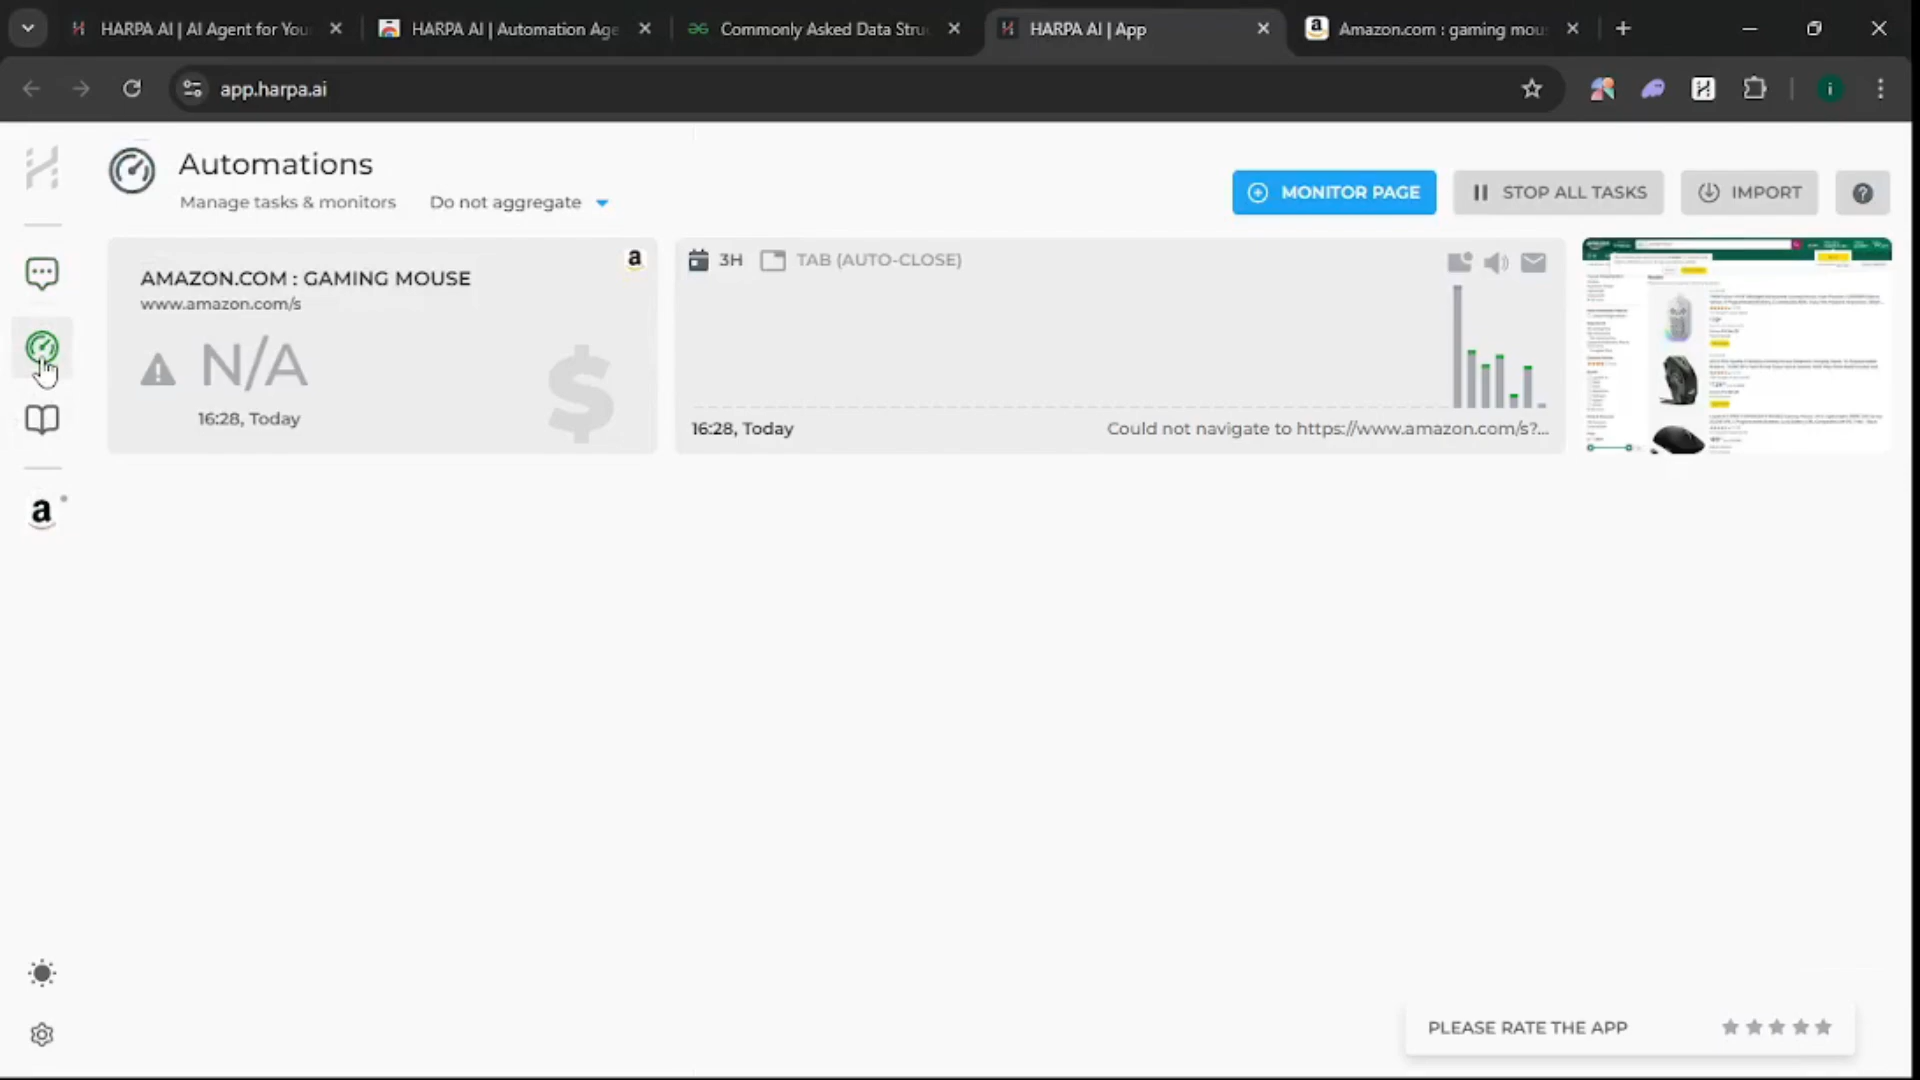 HARPA AI | AI Agent for You
HARPA AI | Automation Age
Commonly Asked Data Stru
HARPA AI | App
Amazon.com : gaming mou
app.harpa.ai
i
Automations
Manage tasks & monitors
Do not aggregate
MONITOR PAGE
STOP ALL TASKS
IMPORT
?
AMAZON.COM : GAMING MOUSE
www.amazon.com/s
N/A
16:28, Today
$
a
3H
TAB (AUTO-CLOSE)
16:28, Today
Could not navigate to https://www.amazon.com/s?...
a
PLEASE RATE THE APP